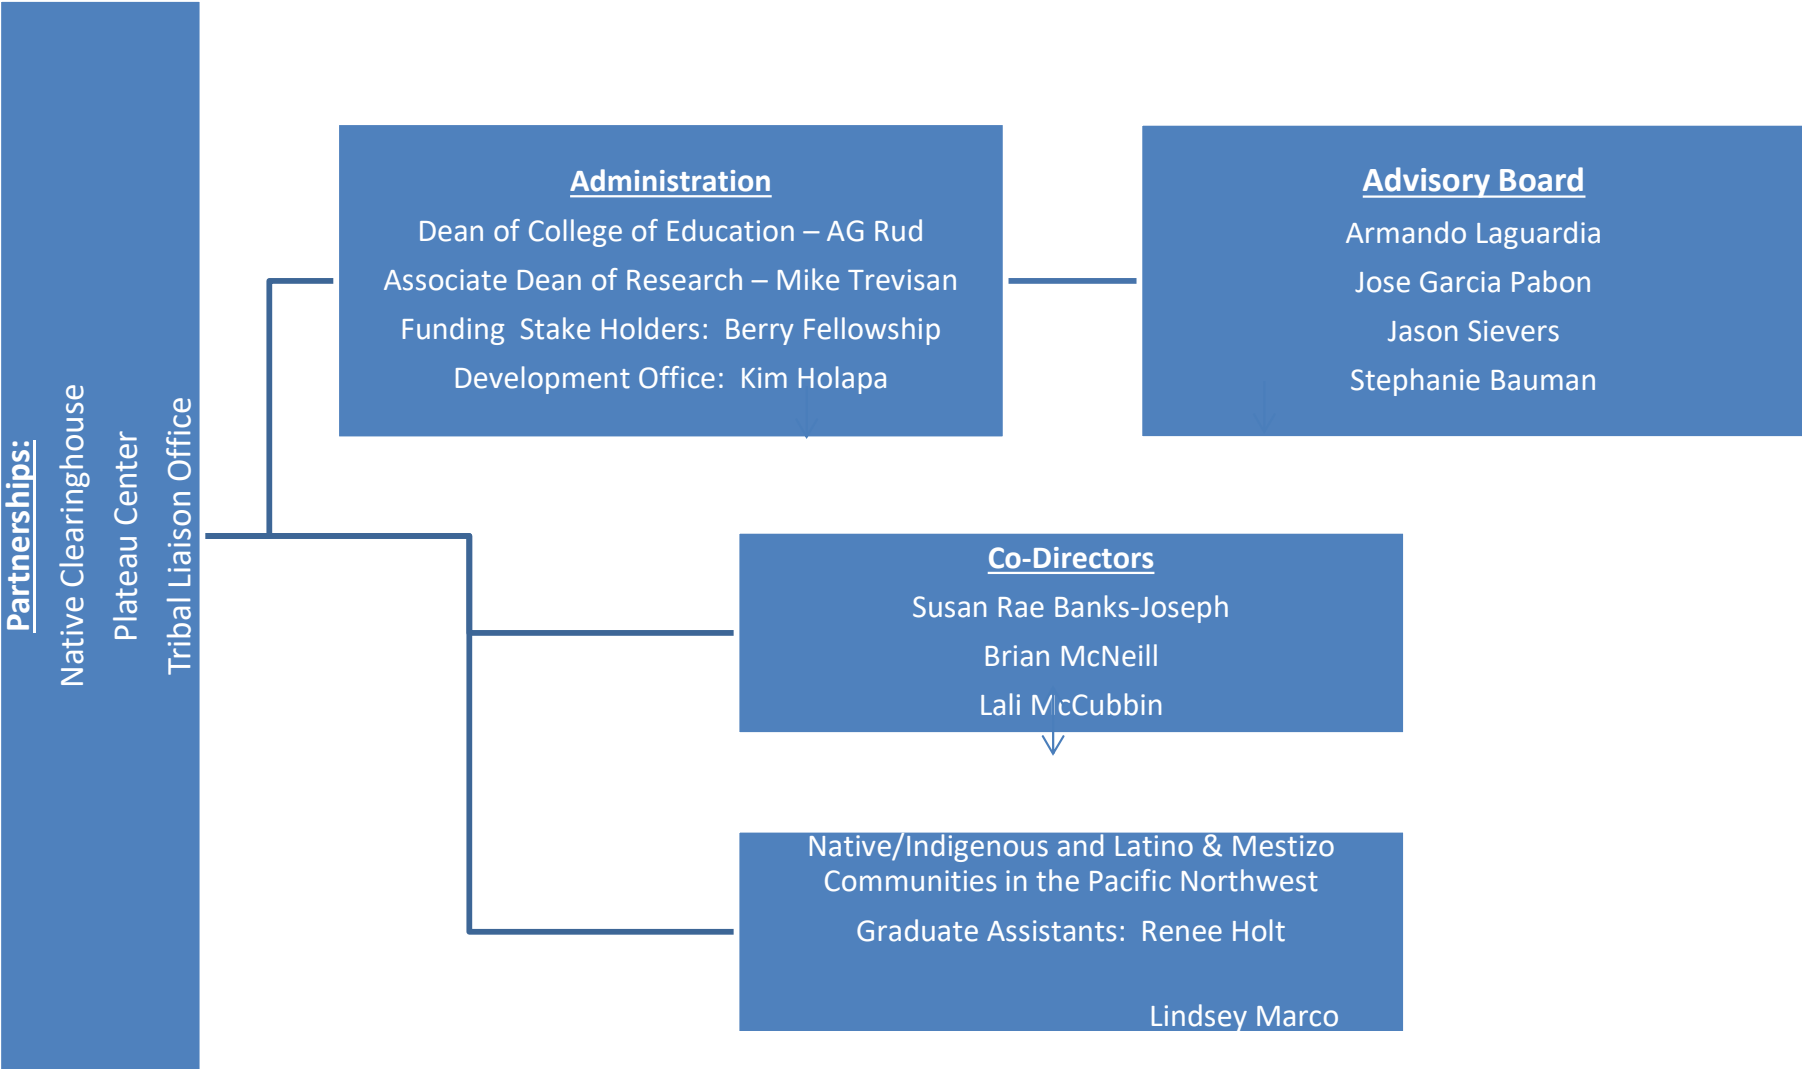 Partnerships:
Native Clearinghouse
Plateau Center
Tribal Liaison Office
Administration
Dean of College of Education – AG Rud
Associate Dean of Research – Mike Trevisan
Funding  Stake Holders:  Berry Fellowship
Development Office:  Kim Holapa
Advisory Board
Armando Laguardia
Jose Garcia Pabon
Jason Sievers
Stephanie Bauman
Co-Directors
Susan Rae Banks-Joseph
Brian McNeill
Lali McCubbin
Native/Indigenous and Latino & Mestizo
Communities in the Pacific Northwest
Graduate Assistants:  Renee Holt
Lindsey Marco